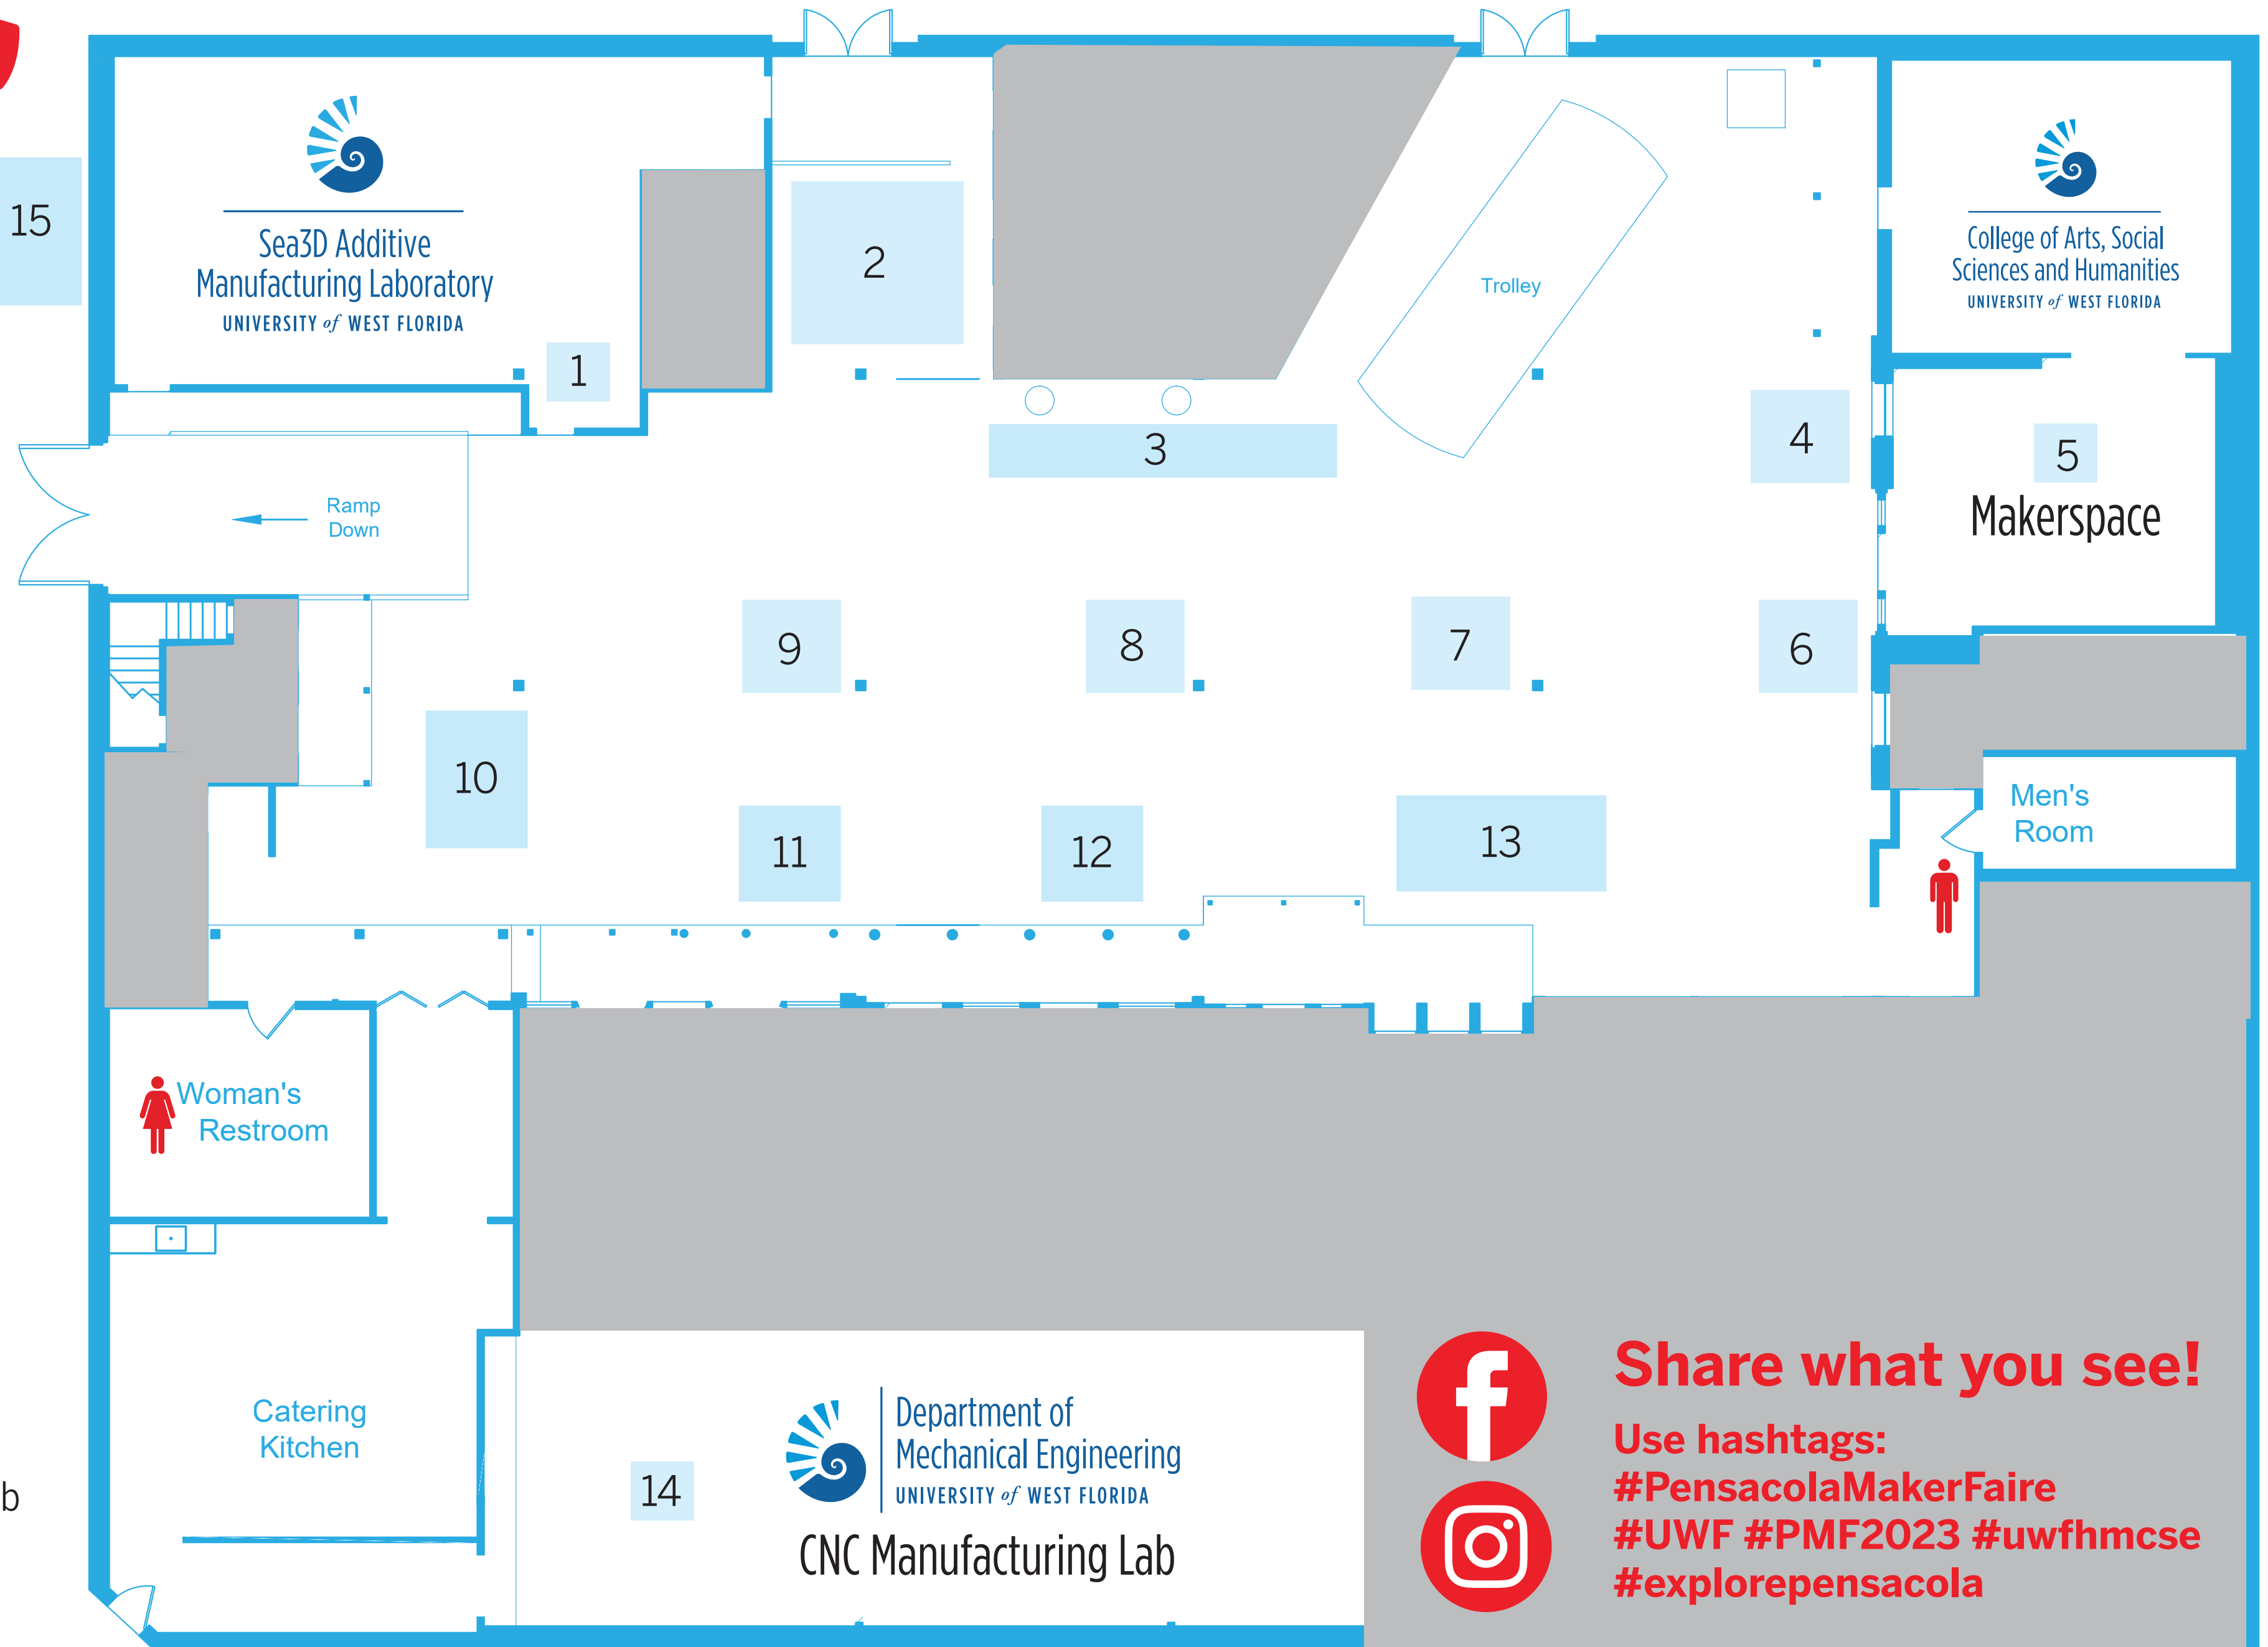 15
Sea3D Additive
Manufacturing Laboratory
UNIVERSITY of WEST FLORIDA
1
2
3
Trolley
College of Arts, Social
Sciences and Humanities
UNIVERSITY of WEST FLORIDA
4
5
Makerspace
Ramp
Down
9
8
7
6
10
11
12
13
Men's
Room
Woman's
Restroom
Catering
Kitchen
b
14
Department of
Mechanical Engineering
UNIVERSITY of WEST FLORIDA
CNC Manufacturing Lab
Share what you see!
Use hashtags:
#PensacolaMakerFaire
#UWF #PMF2023 #uwfhmcse
#explorepensacola